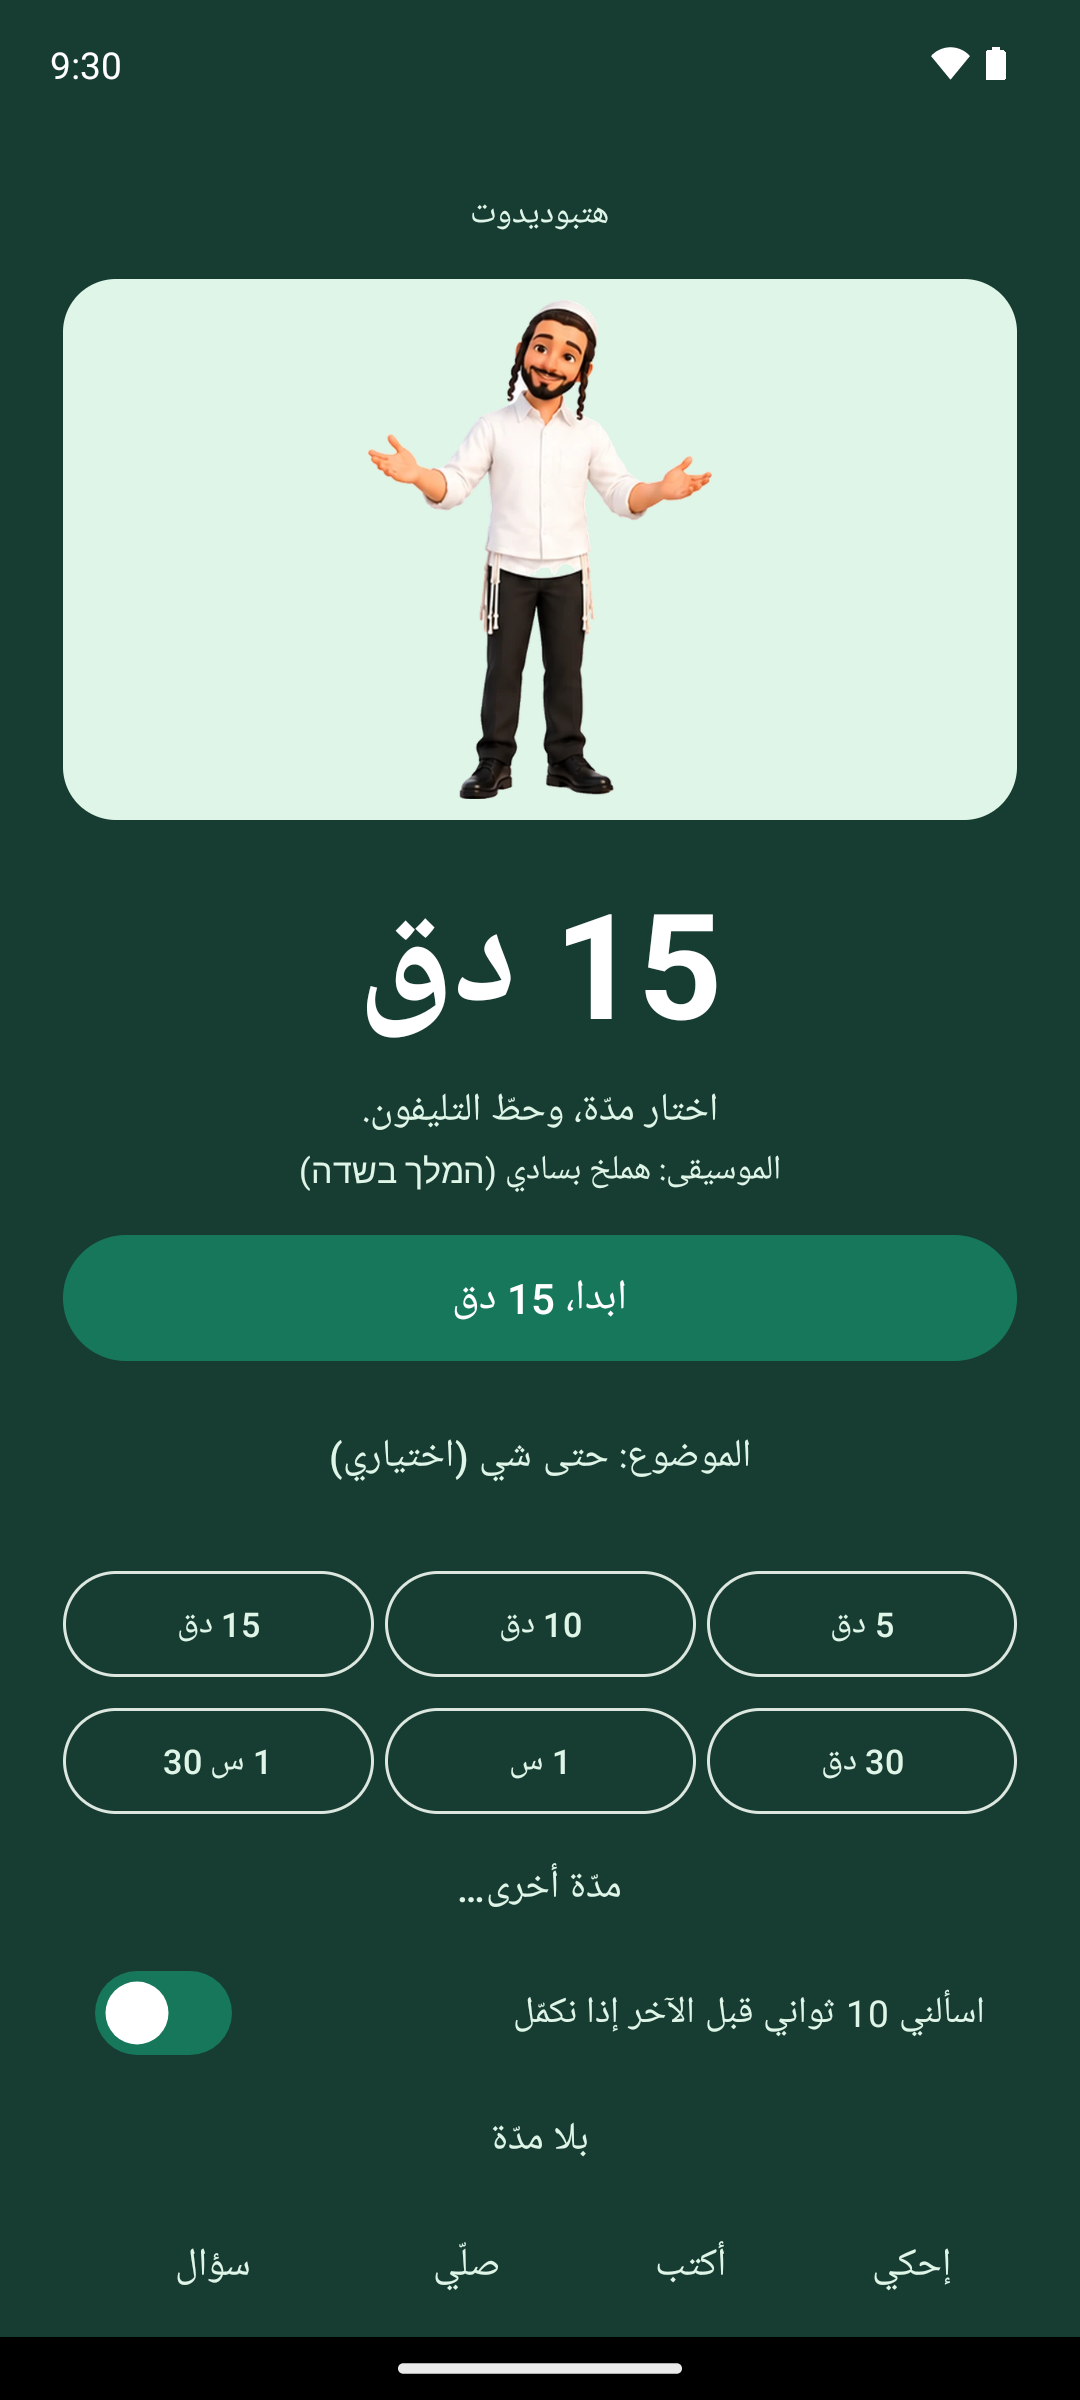 9:30
هتبوديدوت
15 دق
اختار مدّة، وحطّ التليفون.
الموسيقى: هملخ بسادي (המלך בשדה)
ابدا، 15 دق
الموضوع: حتى شي (اختياري)
5 دق
10 دق
15 دق
30 دق
1 س
1 س 30
مدّة أخرى...
اسألني 10 ثواني قبل الآخر إذا نكمّل
بلا مدّة
إحكي
أكتب
صلّي
سؤال